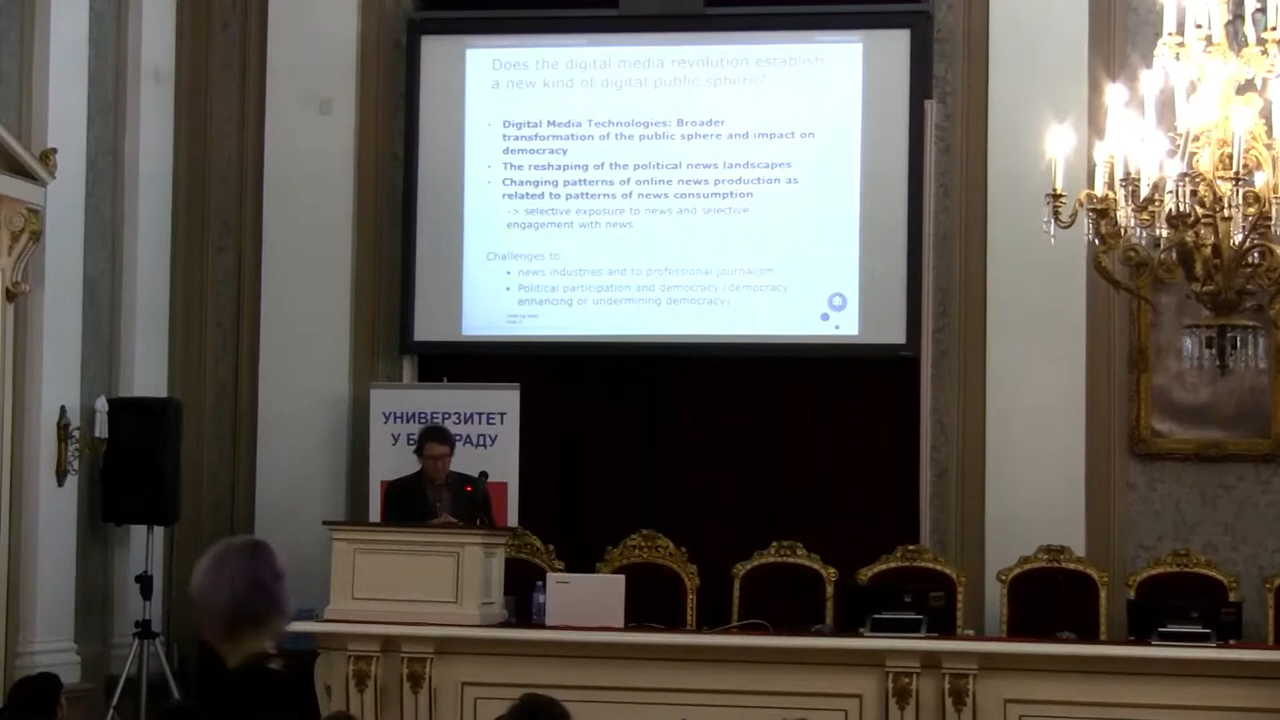 Does the digital media revolution establish
a new kind of digital public sphere?
· Digital Media Technologies: Broader
transformation of the public sphere and impact on
democracy
· The reshaping of the political news landscapes
· Changing patterns of online news production as
related to patterns of news consumption
-> selective exposure to news and selective
engagement with news
Challenges to
• news industries and to professional journalism
• Political participation and democracy (democracy
enhancing or undermining democracy)
УНИВЕРЗИТЕТ
У Б РАДУ